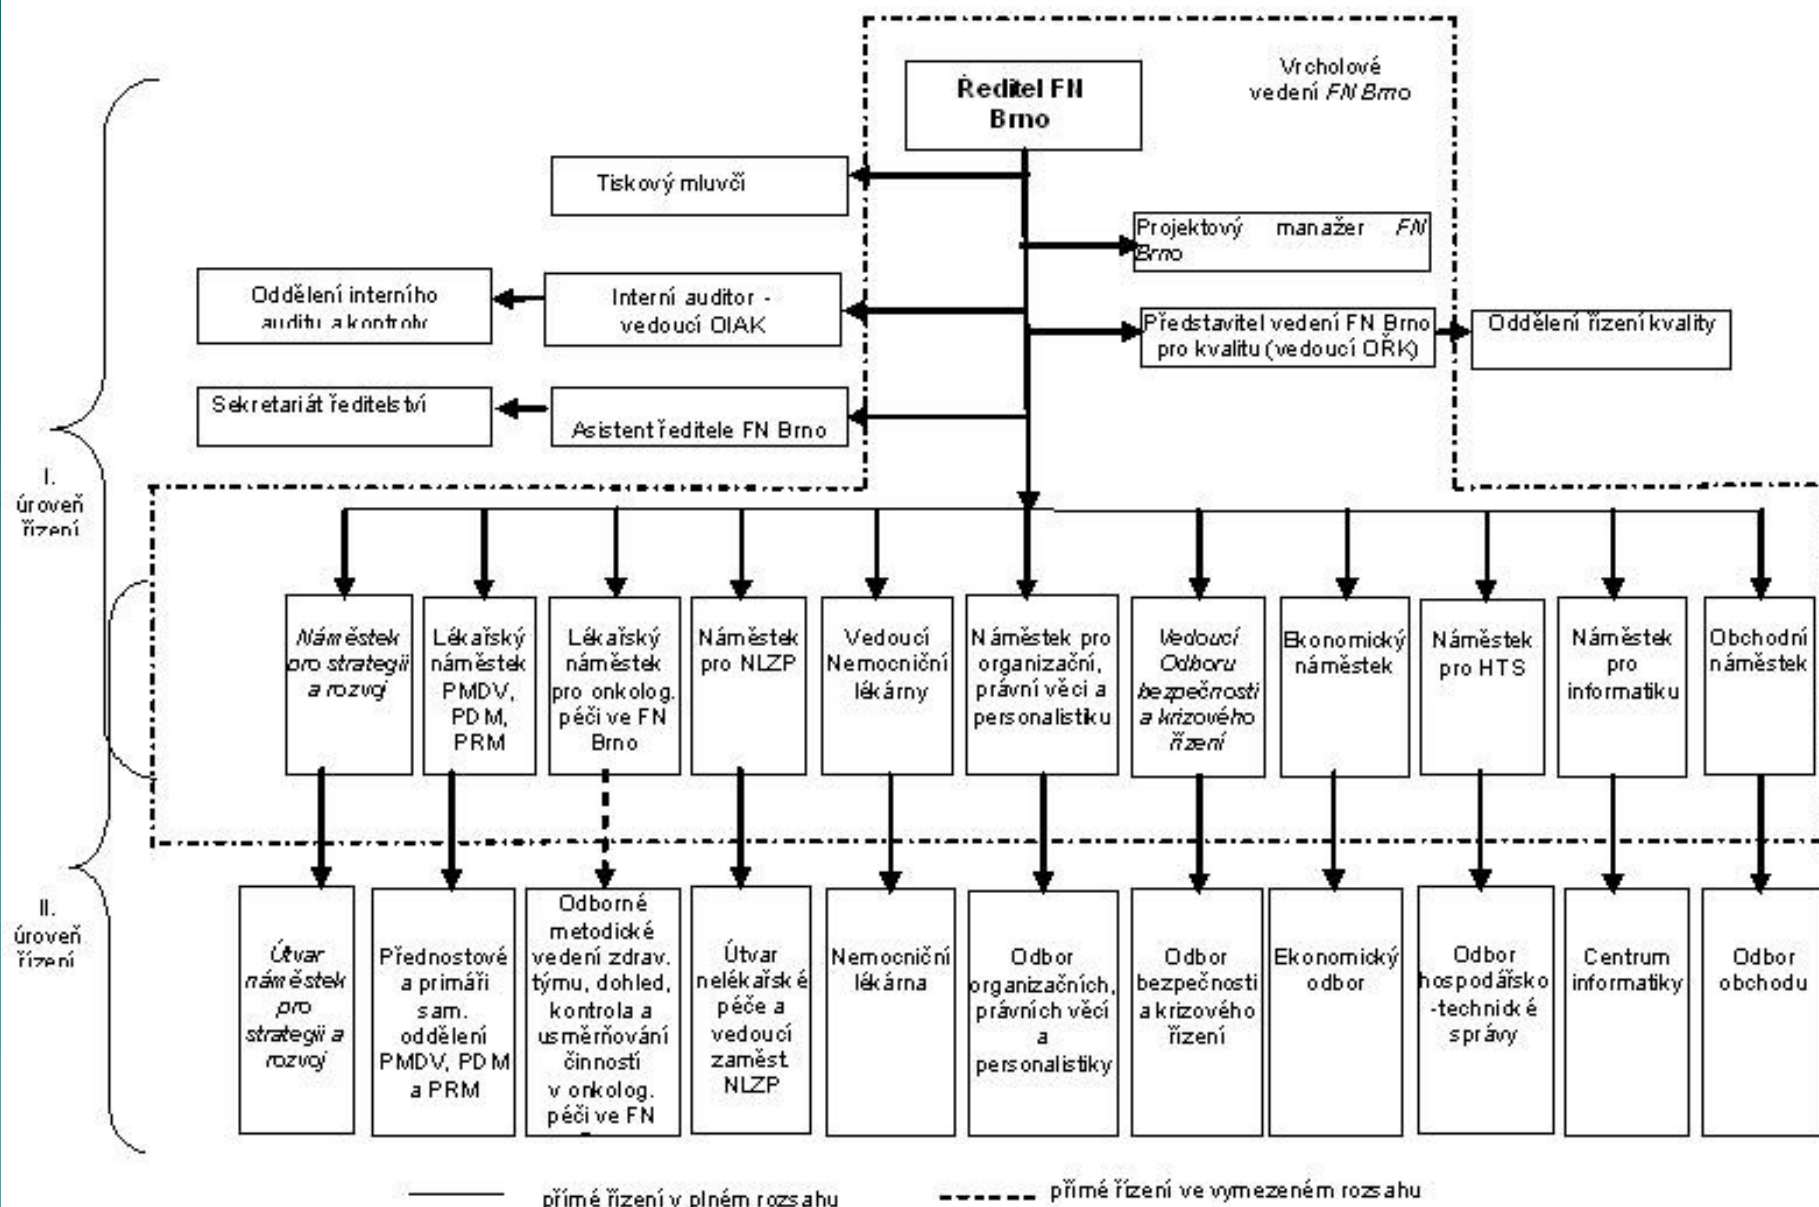 Vrcholové
vedení FN Brno
Ředitel FN
Brno
Tiskový mluvčí
Projektový manažer FN
Brno
Oddělení interního
auditu a kontroly
Interní auditor -
vedoucí OIAK
Představitel vedení FN Brno
pro kvalitu (vedoucí OŘK)
Oddělení řízení kvality
Sekretariát ředitelství
Asistent ředitele FN Brno
I.
úroveň
řízení
Náměstek
pro strategii
a rozvoj
Lékařský
náměstek
PMDV,
PDM,
PRM
Lékařský
náměstek
pro onkolog.
péči ve FN
Brno
Náměstek
pro NLZP
Vedoucí
Nemocniční
lékárny
Náměstek pro
organizační,
právní věci a
personalistiku
Vedoucí
Odboru
bezpečnosti
a krizového
řízení
Ekonomický
náměstek
Náměstek
pro HTS
Náměstek
pro
informatiku
Obchodní
náměstek
II.
úroveň
řízení
Útvar
náměstek
pro
strategii a
rozvoj
Přednostové
a primáři
sam.
oddělení
PMDV, PDM
a PRM
Odborné
metodické
vedení zdrav.
týmu, dohled,
kontrola a
usměrňování
činností
v onkolog.
péči ve FN
Útvar
nelékařské
péče a
vedoucí
zaměst.
NLZP
Nemocniční
lékárna
Odbor
organizačních,
právních věcí
a
personalistiky
Odbor
bezpečnosti
a krizového
řízení
Ekonomický
odbor
Odbor
hospodářsko
-technické
správy
Centrum
informatiky
Odbor
obchodu
přímé řízení v plném rozsahu
přímé řízení ve vymezeném rozsahu